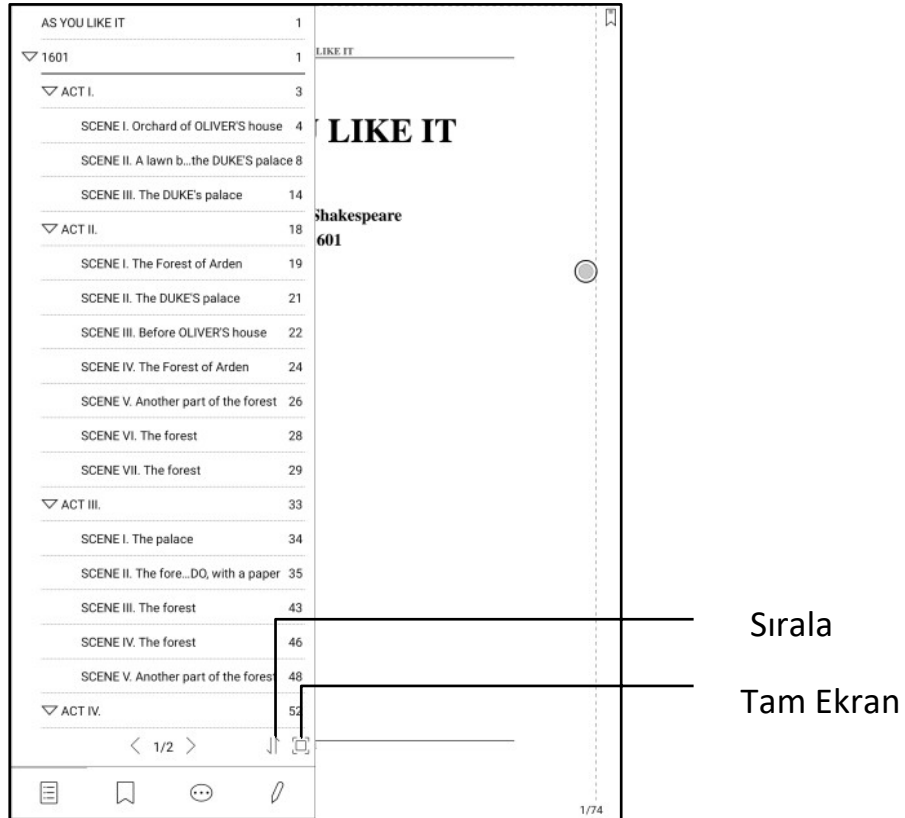 AS YOU LIKE IT 1
1601 1
ACT I. 3
SCENE I. Orchard of OLIVER'S house 4
SCENE II. A lawn b...the DUKE'S palace 8
SCENE III. The DUKE's palace 14
ACT II. 18
SCENE I. The Forest of Arden 19
SCENE II. The DUKE'S palace 21
SCENE III. Before OLIVER'S house 22
SCENE IV. The Forest of Arden 24
SCENE V. Another part of the forest 26
SCENE VI. The forest 28
SCENE VII. The forest 29
ACT III. 33
SCENE I. The palace 34
SCENE II. The fore...DO, with a paper 35
SCENE III. The forest 43
SCENE IV. The forest 46
SCENE V. Another part of the forest 48
ACT IV. 52
1/2
LIKE IT
LIKE IT
Shakespeare
601
1/74
Sırala
Tam Ekran